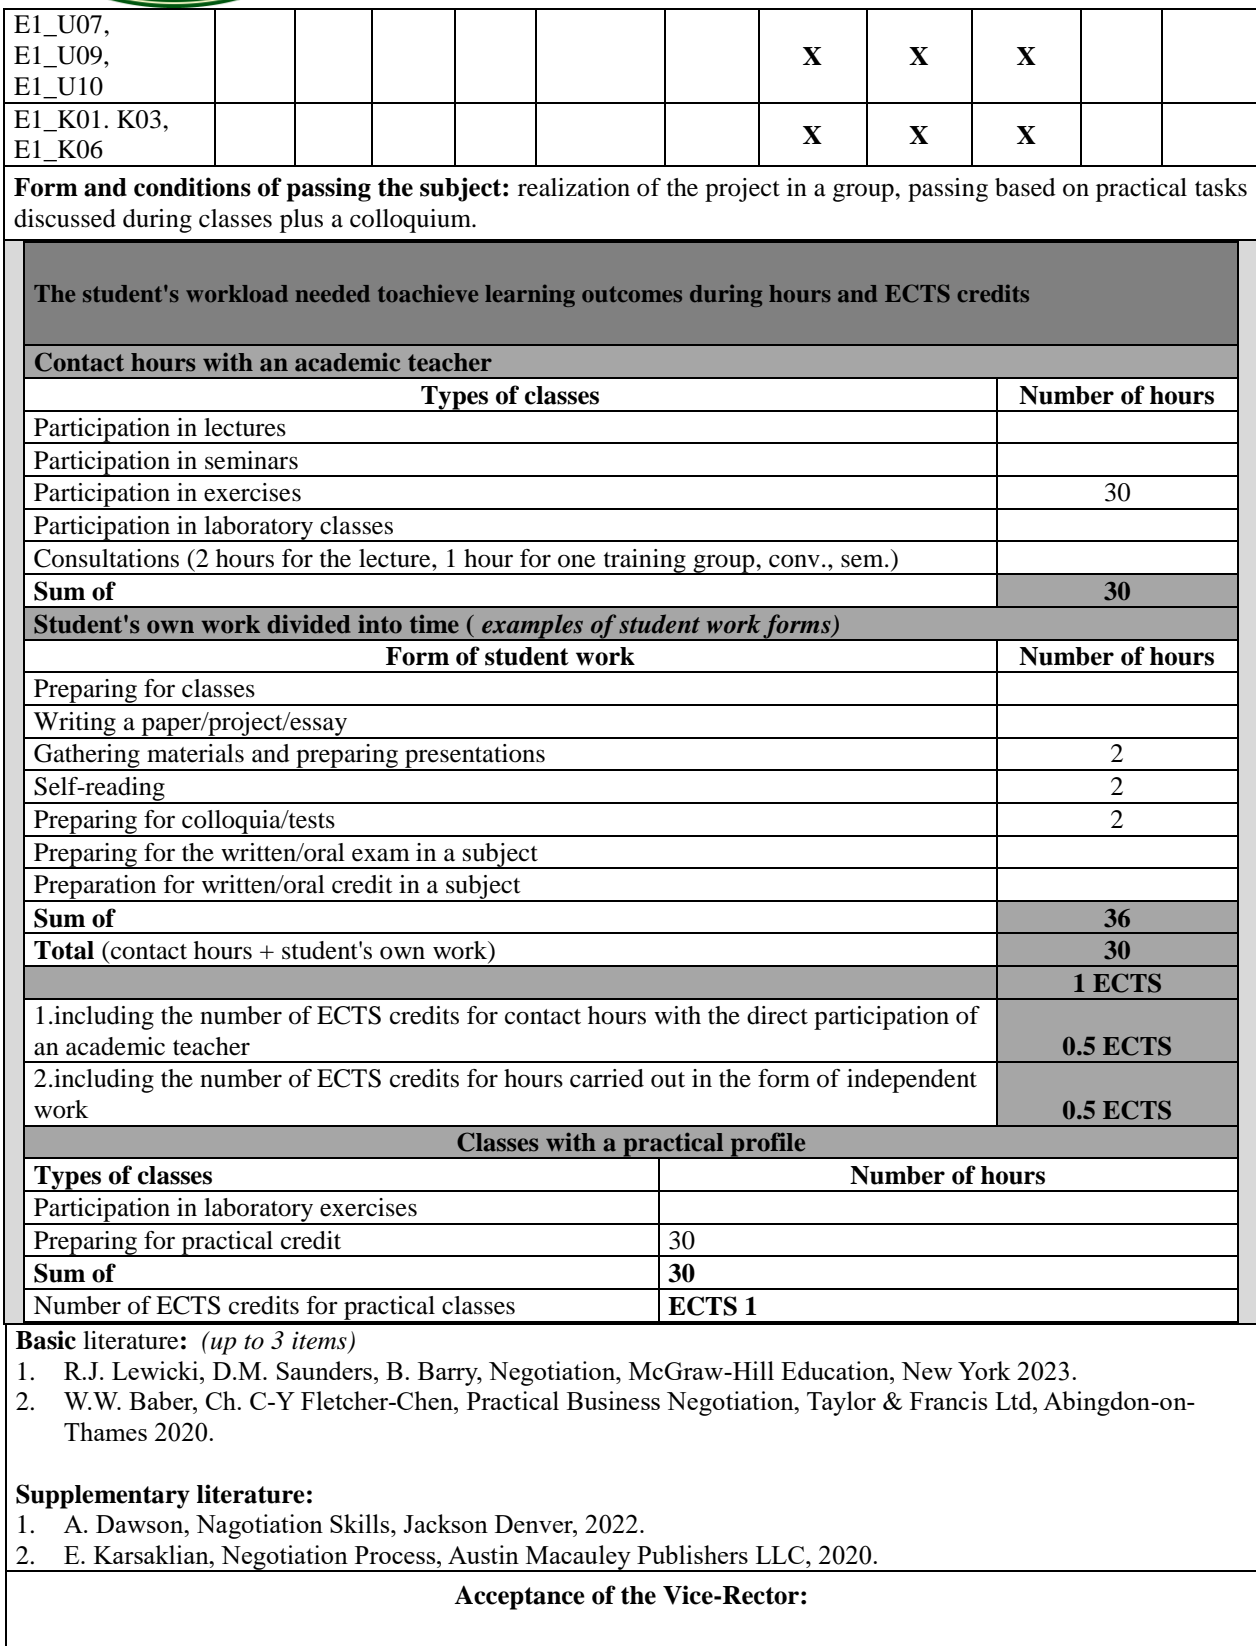 E1_U07,
E1_U09,
E1_U10
X X X
E1_K01. K03,
E1_K06
X X X
Form and conditions of passing the subject: realization of the project in a group, passing based on practical tasks
discussed during classes plus a colloquium.
The student's workload needed toachieve learning outcomes during hours and ECTS credits
Contact hours with an academic teacher
Types of classes Number of hours
Participation in lectures
Participation in seminars
Participation in exercises 30
Participation in laboratory classes
Consultations (2 hours for the lecture, 1 hour for one training group, conv., sem.)
Sum of 30
Student's own work divided into time ( examples of student work forms)
Form of student work Number of hours
Preparing for classes
Writing a paper/project/essay
Gathering materials and preparing presentations 2
Self-reading 2
Preparing for colloquia/tests 2
Preparing for the written/oral exam in a subject
Preparation for written/oral credit in a subject
Sum of 36
Total (contact hours + student's own work) 30
1 ECTS
1.including the number of ECTS credits for contact hours with the direct participation of
an academic teacher 0.5 ECTS
2.including the number of ECTS credits for hours carried out in the form of independent
work 0.5 ECTS
Classes with a practical profile
Types of classes Number of hours
Participation in laboratory exercises
Preparing for practical credit 30
Sum of 30
Number of ECTS credits for practical classes ECTS 1
Basic literature: (up to 3 items)
1. R.J. Lewicki, D.M. Saunders, B. Barry, Negotiation, McGraw-Hill Education, New York 2023.
2. W.W. Baber, Ch. C-Y Fletcher-Chen, Practical Business Negotiation, Taylor & Francis Ltd, Abingdon-on-
Thames 2020.
Supplementary literature:
1. A. Dawson, Nagotiation Skills, Jackson Denver, 2022.
2. E. Karsaklian, Negotiation Process, Austin Macauley Publishers LLC, 2020.
Acceptance of the Vice-Rector: